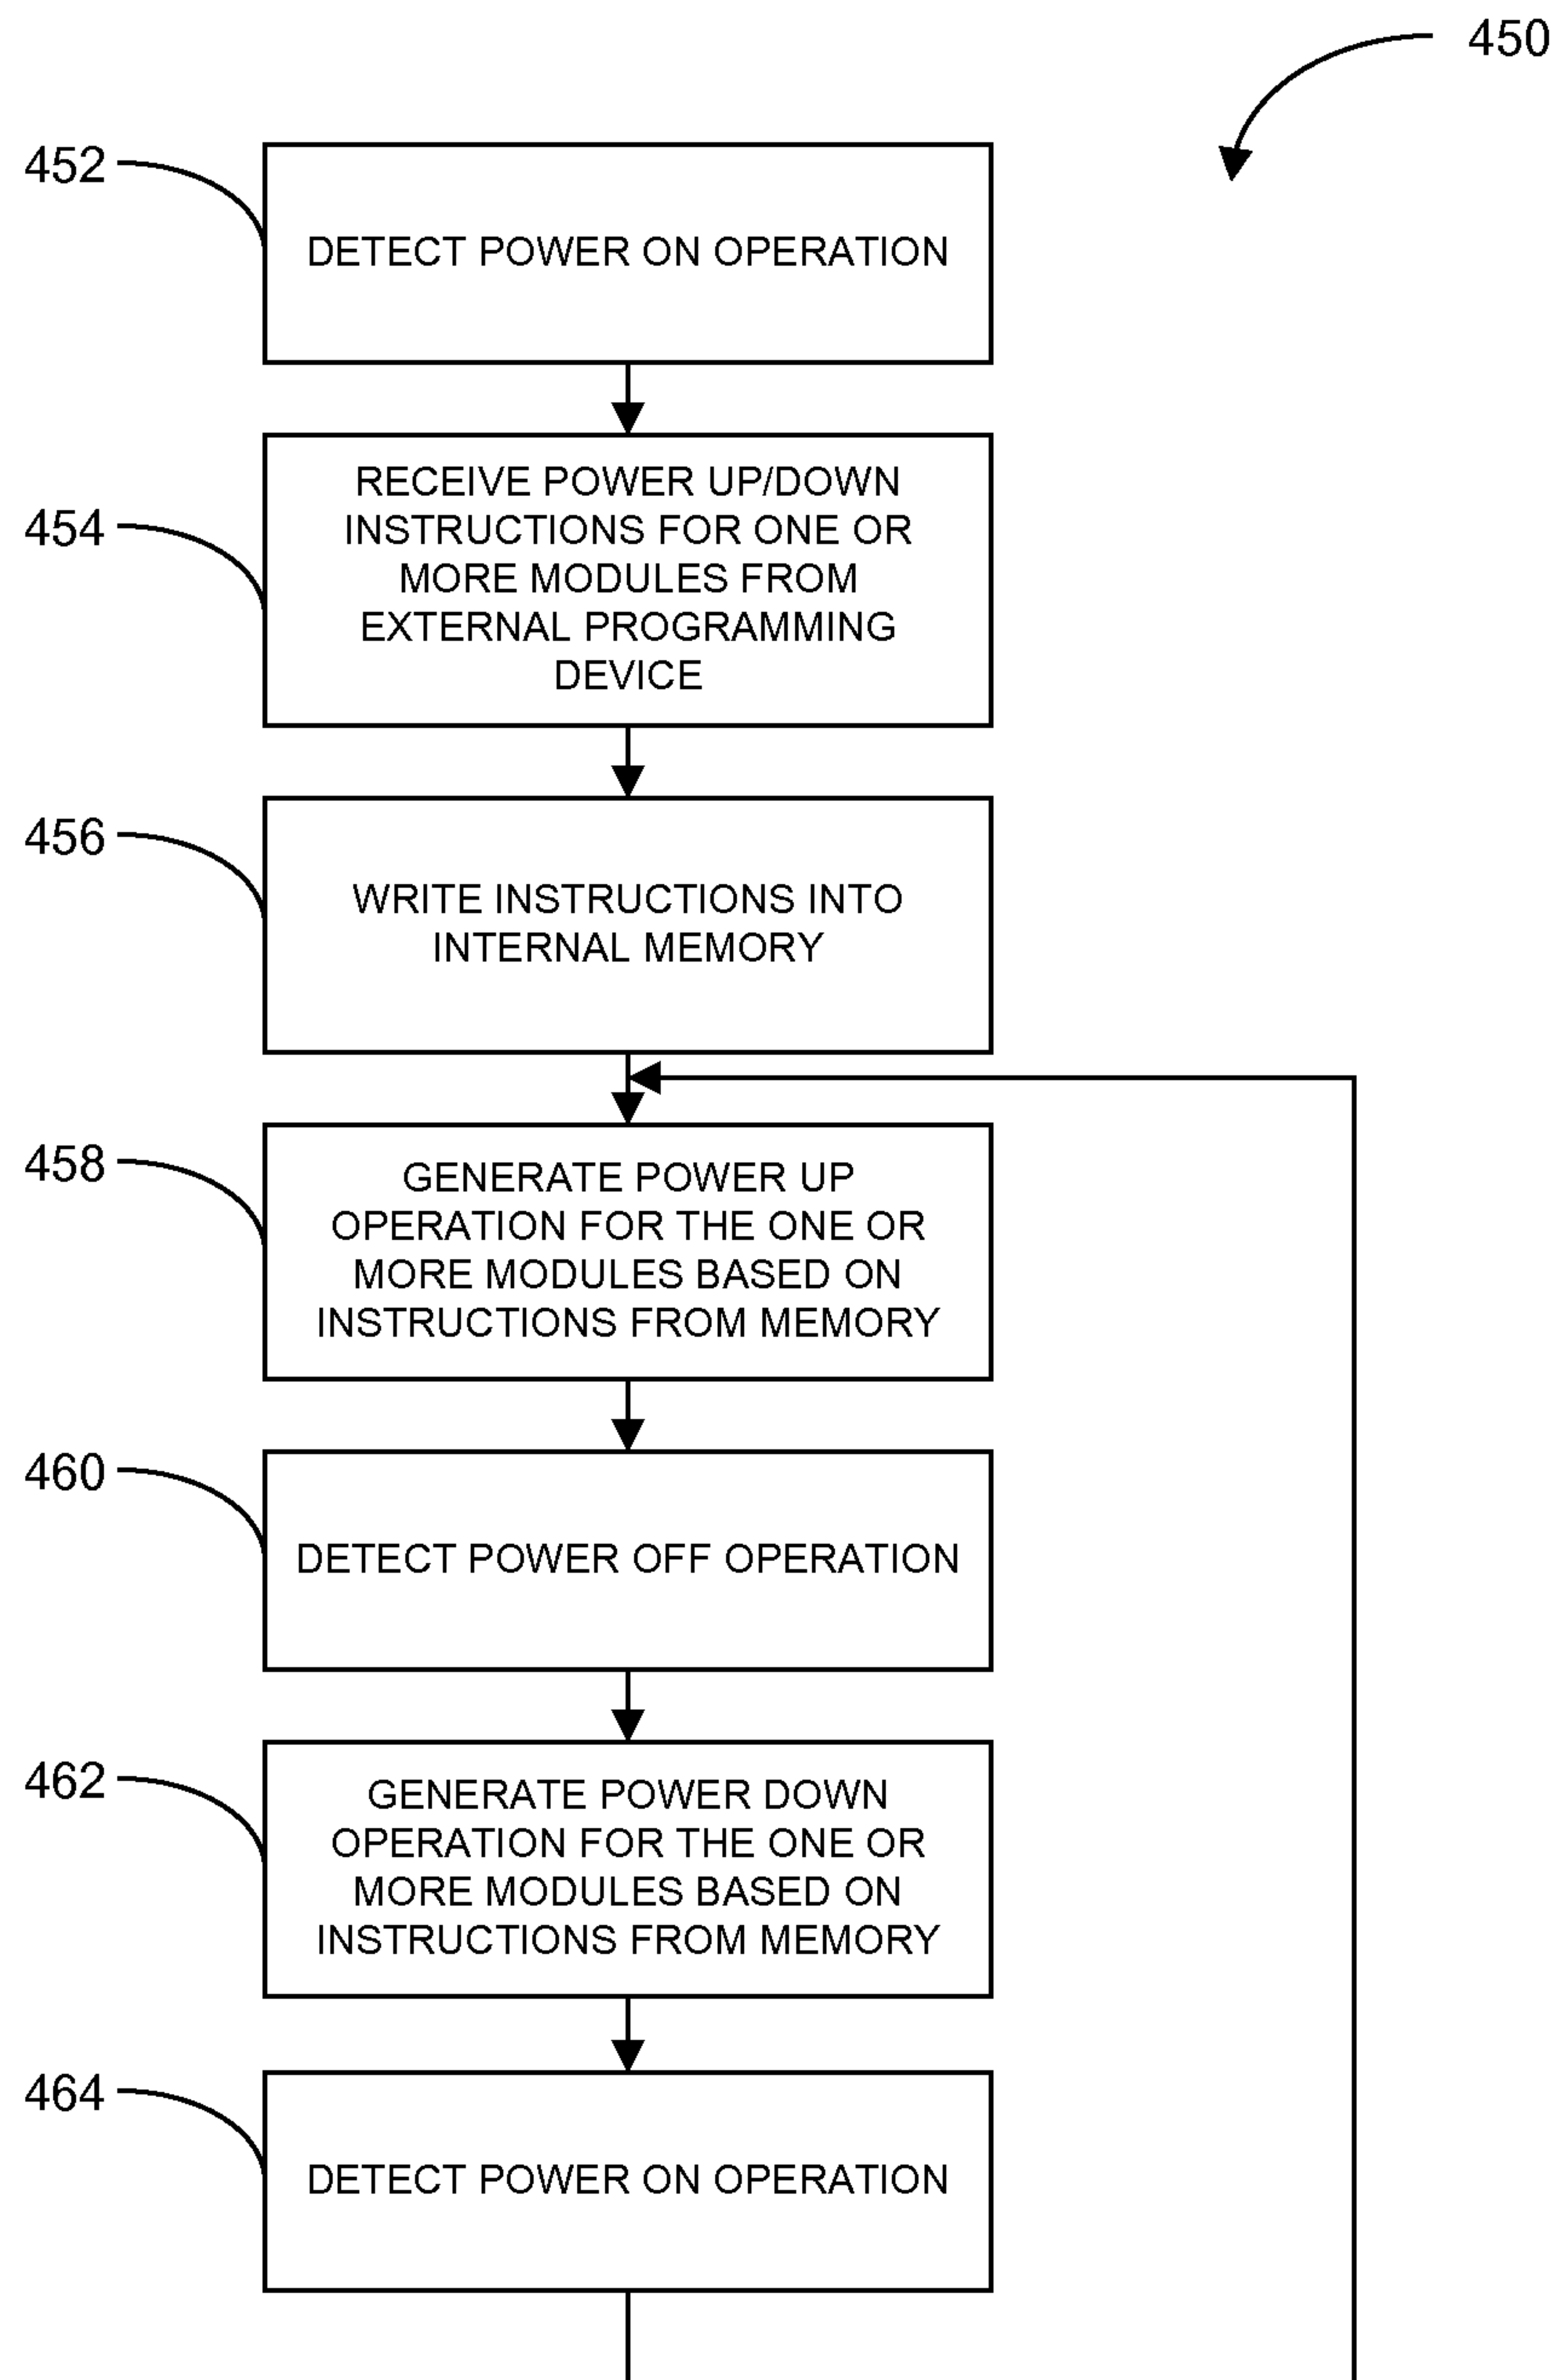 450
452
DETECT POWER ON OPERATION
454
RECEIVE POWER UP/DOWN
INSTRUCTIONS FOR ONE OR
MORE MODULES FROM
EXTERNAL PROGRAMMING
DEVICE
456
WRITE INSTRUCTIONS INTO
INTERNAL MEMORY
458
GENERATE POWER UP
OPERATION FOR THE ONE OR
MORE MODULES BASED ON
INSTRUCTIONS FROM MEMORY
460
DETECT POWER OFF OPERATION
462
GENERATE POWER DOWN
OPERATION FOR THE ONE OR
MORE MODULES BASED ON
INSTRUCTIONS FROM MEMORY
464
DETECT POWER ON OPERATION